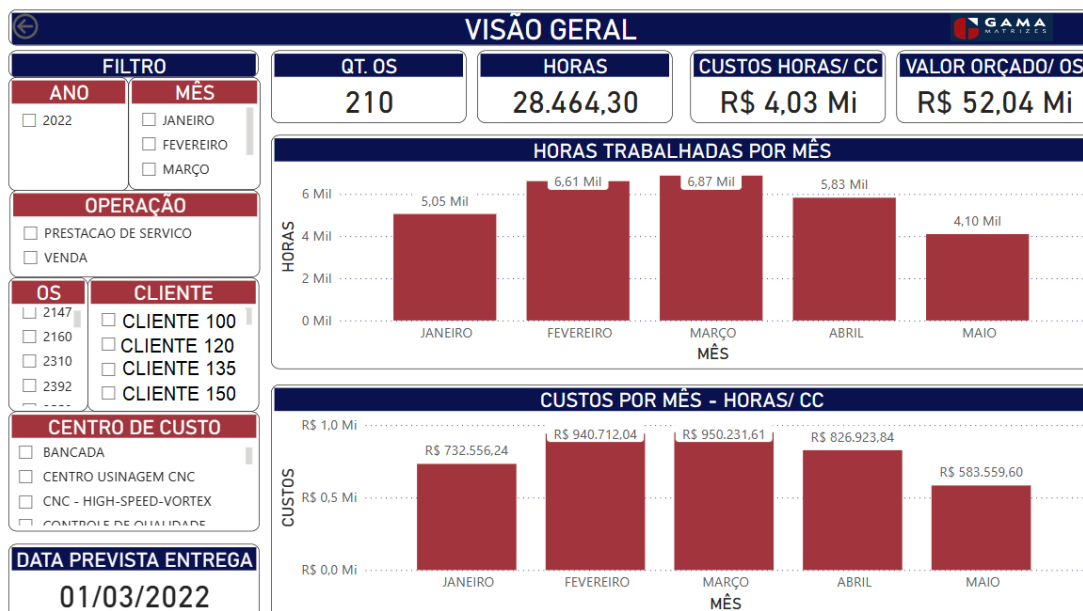 VISÃO GERAL
GAMA
MATRIZES
FILTRO
ANO
2022
MÊS
JANEIRO
FEVEREIRO
MARÇO
OPERAÇÃO
PRESTACAO DE SERVICO
VENDA
OS
2147
2160
2310
2392
CLIENTE
CLIENTE 100
CLIENTE 120
CLIENTE 135
CLIENTE 150
CENTRO DE CUSTO
BANCADA
CENTRO USINAGEM CNC
CNC - HIGH-SPEED-VORTEX
CONTROLE DE QUALIDADE
DATA PREVISTA ENTREGA
01/03/2022
QT. OS
210
HORAS
28.464,30
CUSTOS HORAS/ CC
R$ 4,03 Mi
VALOR ORÇADO/ OS
R$ 52,04 Mi
HORAS TRABALHADAS POR MÊS
HORAS
6 Mil
4 Mil
2 Mil
0 Mil
5,05 Mil
6,61 Mil
6,87 Mil
5,83 Mil
4,10 Mil
JANEIRO
FEVEREIRO
MARÇO
ABRIL
MAIO
MÊS
CUSTOS POR MÊS - HORAS/ CC
CUSTOS
R$ 1,0 Mi
R$ 0,5 Mi
R$ 0,0 Mi
R$ 732.556,24
R$ 940.712,04
R$ 950.231,61
R$ 826.923,84
R$ 583.559,60
JANEIRO
FEVEREIRO
MARÇO
ABRIL
MAIO
MÊS